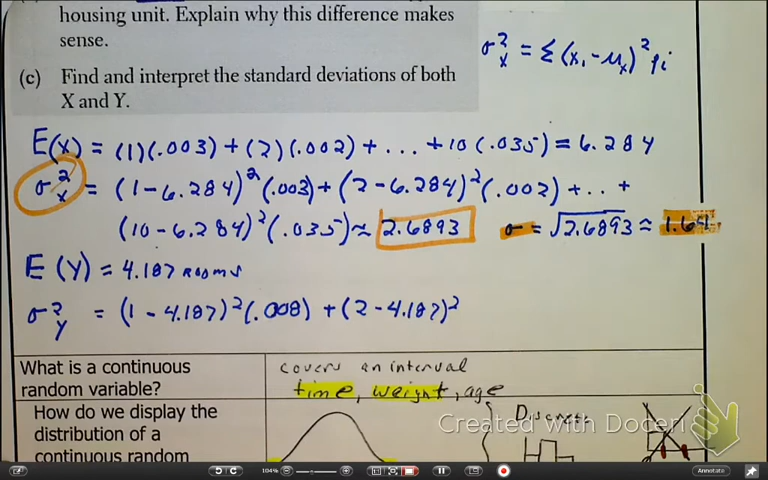 housing unit. Explain why this difference makes
sense.
σ²x = Σ(xi - μx)² pi
(c) Find and interpret the standard deviations of both
X and Y.
E(x) = (1)(.003) + (2)(.002) + ... + 10(.035) = 6.284
σ²x = (1-6.284)²(.003) + (2-6.284)²(.002) + ... +
(10-6.284)²(.035) ≈ 2.6893 σ = √2.6893 ≈ 1.64
E(Y) = 4.187 rooms
σ²Y = (1-4.187)²(.008) + (2-4.187)²
What is a continuous
random variable?
covers an interval
time, weight, age
How do we display the
distribution of a
continuous random
Discrete
Created with Doceri
104%
Annotate